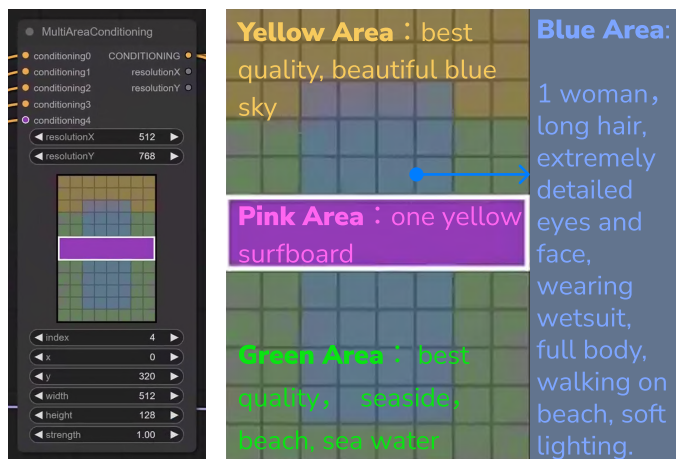 MultiAreaConditioning
conditioning0 CONDITIONING
conditioning1 resolutionX
conditioning2 resolutionY
conditioning3
conditioning4
resolutionX 512
resolutionY 768
index 4
x 0
y 320
width 512
height 128
strength 1.00
Yellow Area：best
quality, beautiful blue
sky
Pink Area：one yellow
surfboard
Green Area： best
quality， seaside，
beach, sea water
Blue Area:
1 woman，
long hair,
extremely
detailed
eyes and
face,
wearing
wetsuit,
full body,
walking on
beach, soft
lighting.